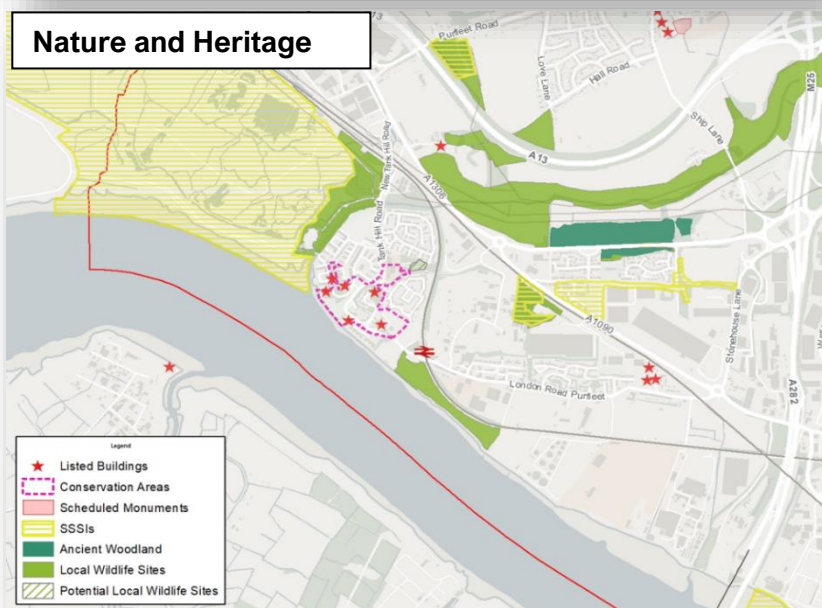 Nature and Heritage
13
Purfleet Road
Love Lane
Hall Road
M25
Ship Lane
A13
New Tank Hill Road
A1306
Tank Hill Road
A1090
Stonehouse Lane
London Road Purfleet
A282
Legend
Listed Buildings
Conservation Areas
Scheduled Monuments
SSSIs
Ancient Woodland
Local Wildlife Sites
Potential Local Wildlife Sites